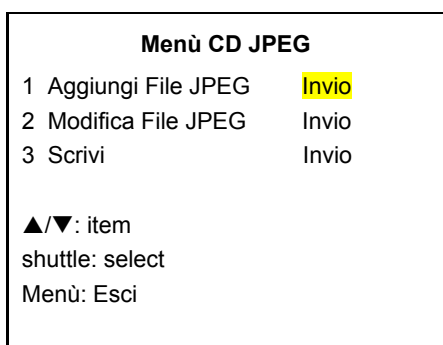 Menù CD JPEG
1 Aggiungi File JPEG Invio
2 Modifica File JPEG Invio
3 Scrivi Invio
▲/▼: item
shuttle: select
Menù: Esci